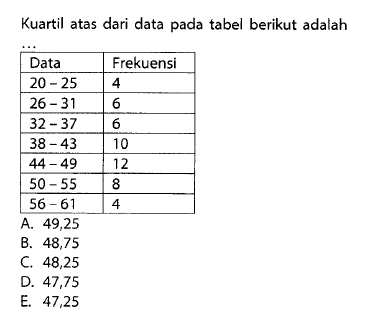 Kuartil atas dari data pada tabel berikut adalah
...
Data Frekuensi
20 – 25 4
26 – 31 6
32 – 37 6
38 – 43 10
44 – 49 12
50 – 55 8
56 – 61 4
A. 49,25
B. 48,75
C. 48,25
D. 47,75
E. 47,25